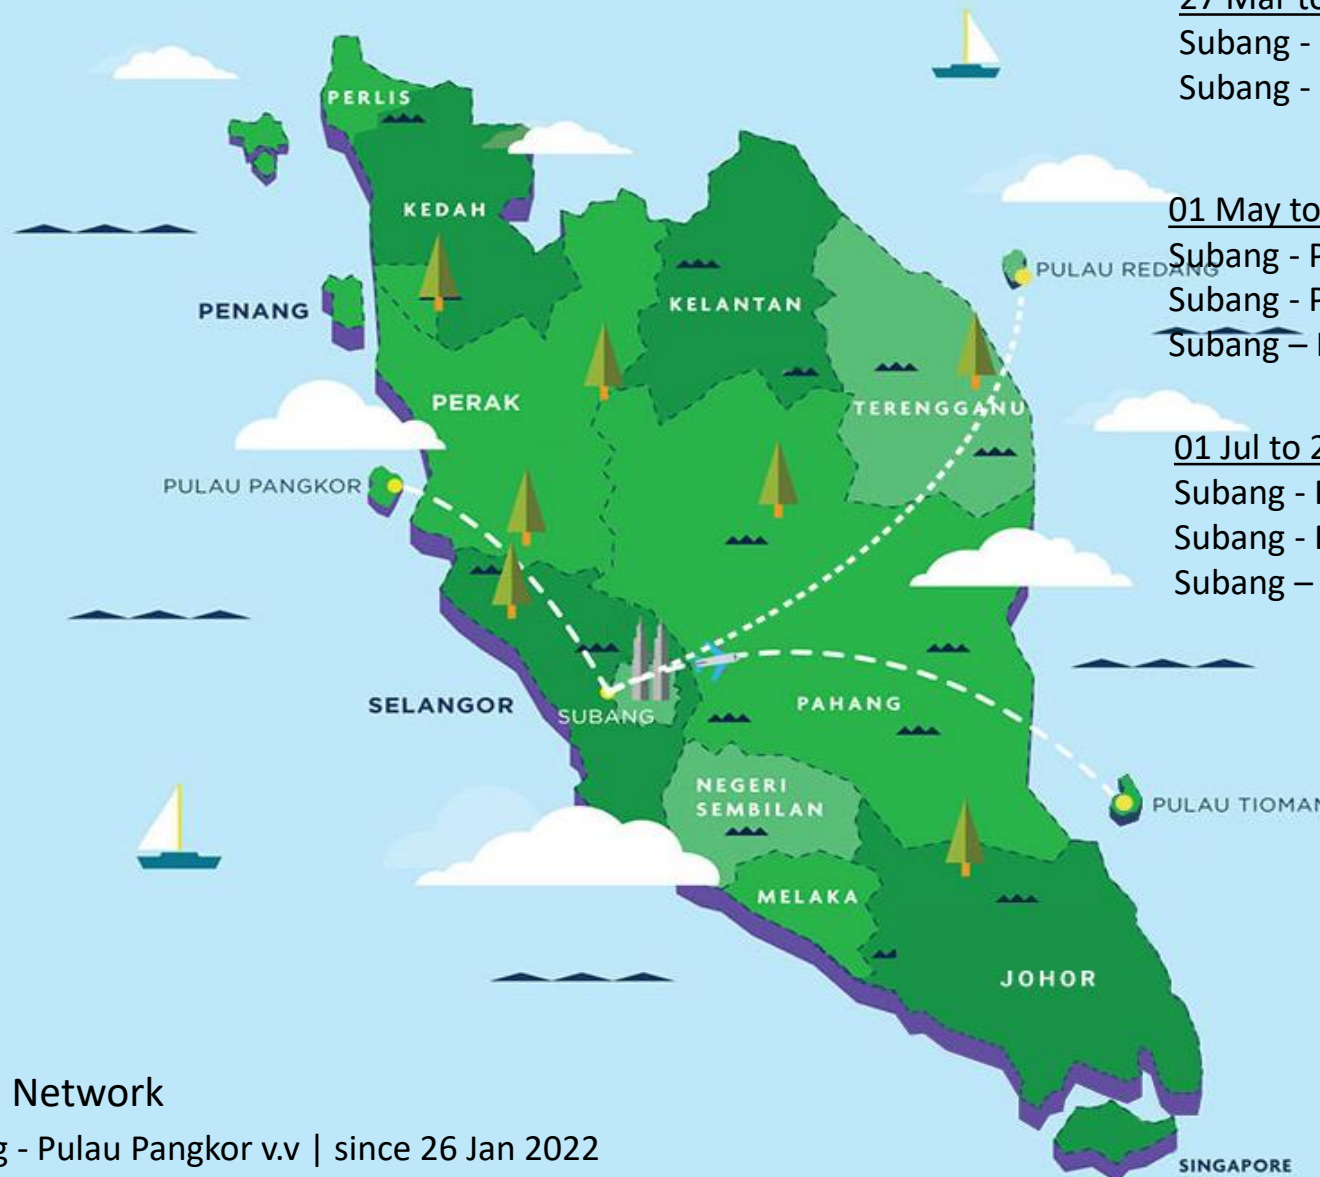 27 Mar to
Subang -
Subang -
PERLIS
KEDAH
01 May to
Subang - P
Subang - P
Subang –
PULAU REDANG
PENANG
KELANTAN
PERAK
TERENGGANU
01 Jul to 2
Subang -
Subang -
Subang –
PULAU PANGKOR
SELANGOR
SUBANG
PAHANG
NEGERI
SEMBILAN
PULAU TIOMAN
MELAKA
JOHOR
Network
g - Pulau Pangkor v.v | since 26 Jan 2022
SINGAPORE